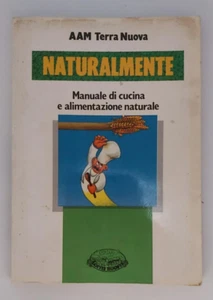 AAM Terra Nuova
NATURALMENTE
Manuale di cucina
e alimentazione naturale